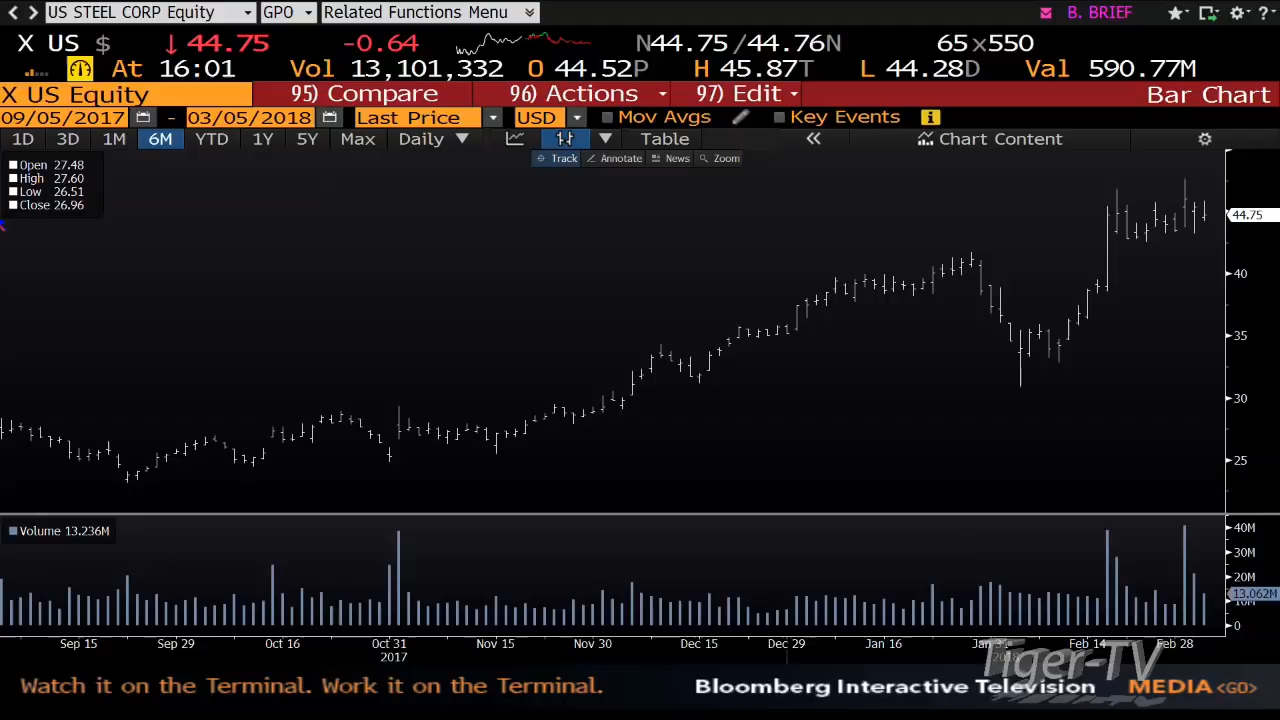 US STEEL CORP Equity GPO Related Functions Menu B. BRIEF ?
X US $ ↓ 44.75 -0.64 N44.75 /44.76N 65x550
At 16:01 Vol 13,101,332 O 44.52P H 45.87T L 44.28D Val 590.77M
X US Equity 95) Compare 96) Actions 97) Edit Bar Chart
09/05/2017 - 03/05/2018 Last Price USD Mov Avgs Key Events i
1D 3D 1M 6M YTD 1Y 5Y Max Daily Table « Chart Content
Track Annotate News Zoom
Open 27.48
High 27.60
Low 26.51
Close 26.96
44.75
40
35
30
25
Volume 13.236M
40M
30M
20M
13.062M
10M
0
Sep 15 Sep 29 Oct 16 Oct 31 Nov 15 Nov 30 Dec 15 Dec 29 Jan 16 Jan 31 Feb 14 Feb 28
2017 2018
Tiger-TV
Watch it on the Terminal. Work it on the Terminal. Bloomberg Interactive Television MEDIA <GO>